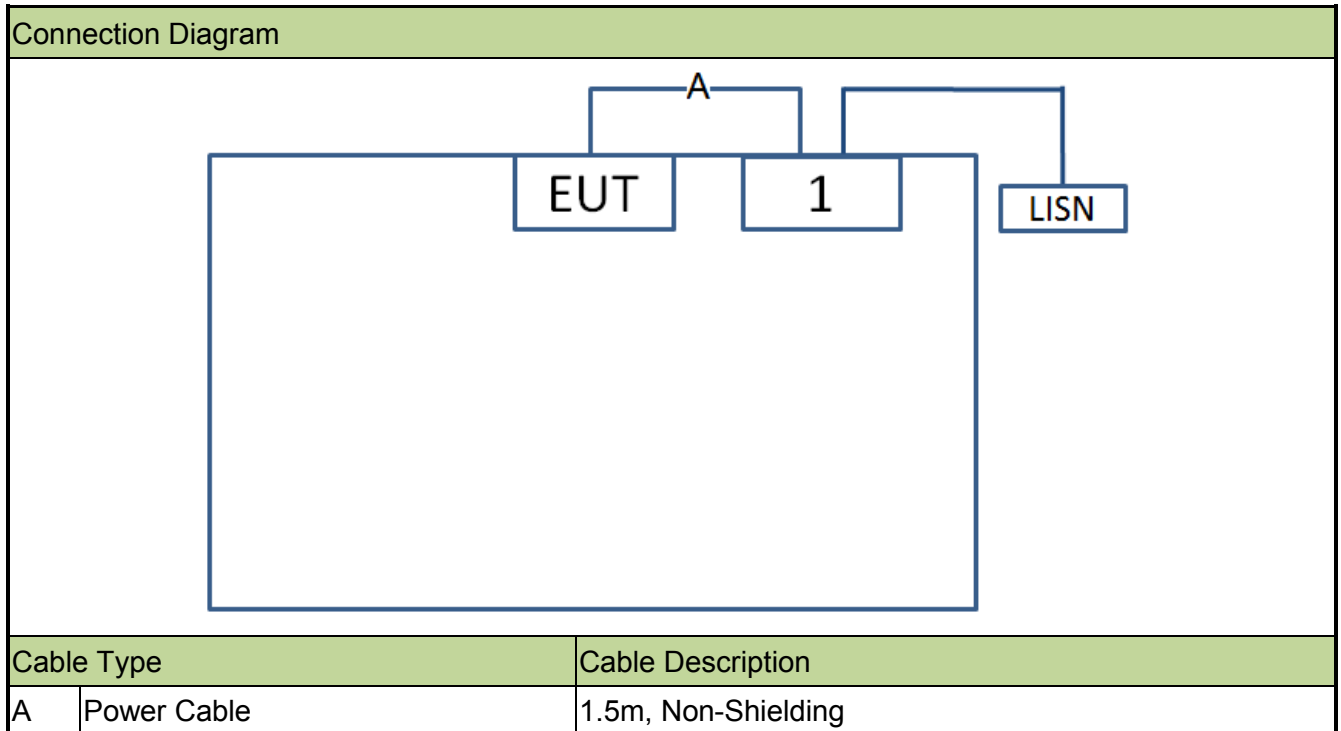 Connection Diagram
A
EUT 1
LISN
Cable Type Cable Description
A Power Cable 1.5m, Non-Shielding